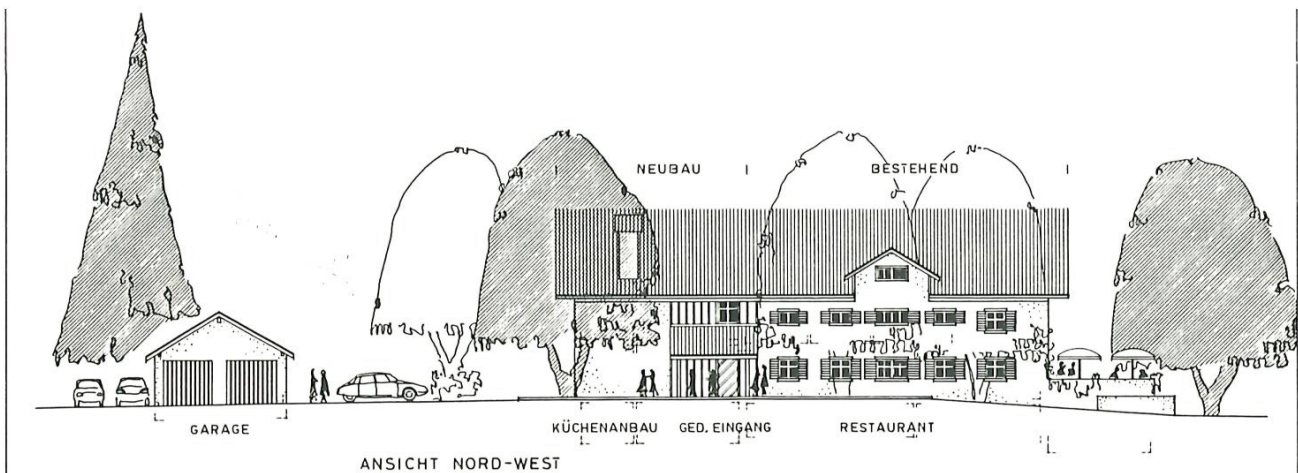 NEUBAU
BESTEHEND
GARAGE
KÜCHENANBAU
GED. EINGANG
RESTAURANT
ANSICHT NORD-WEST